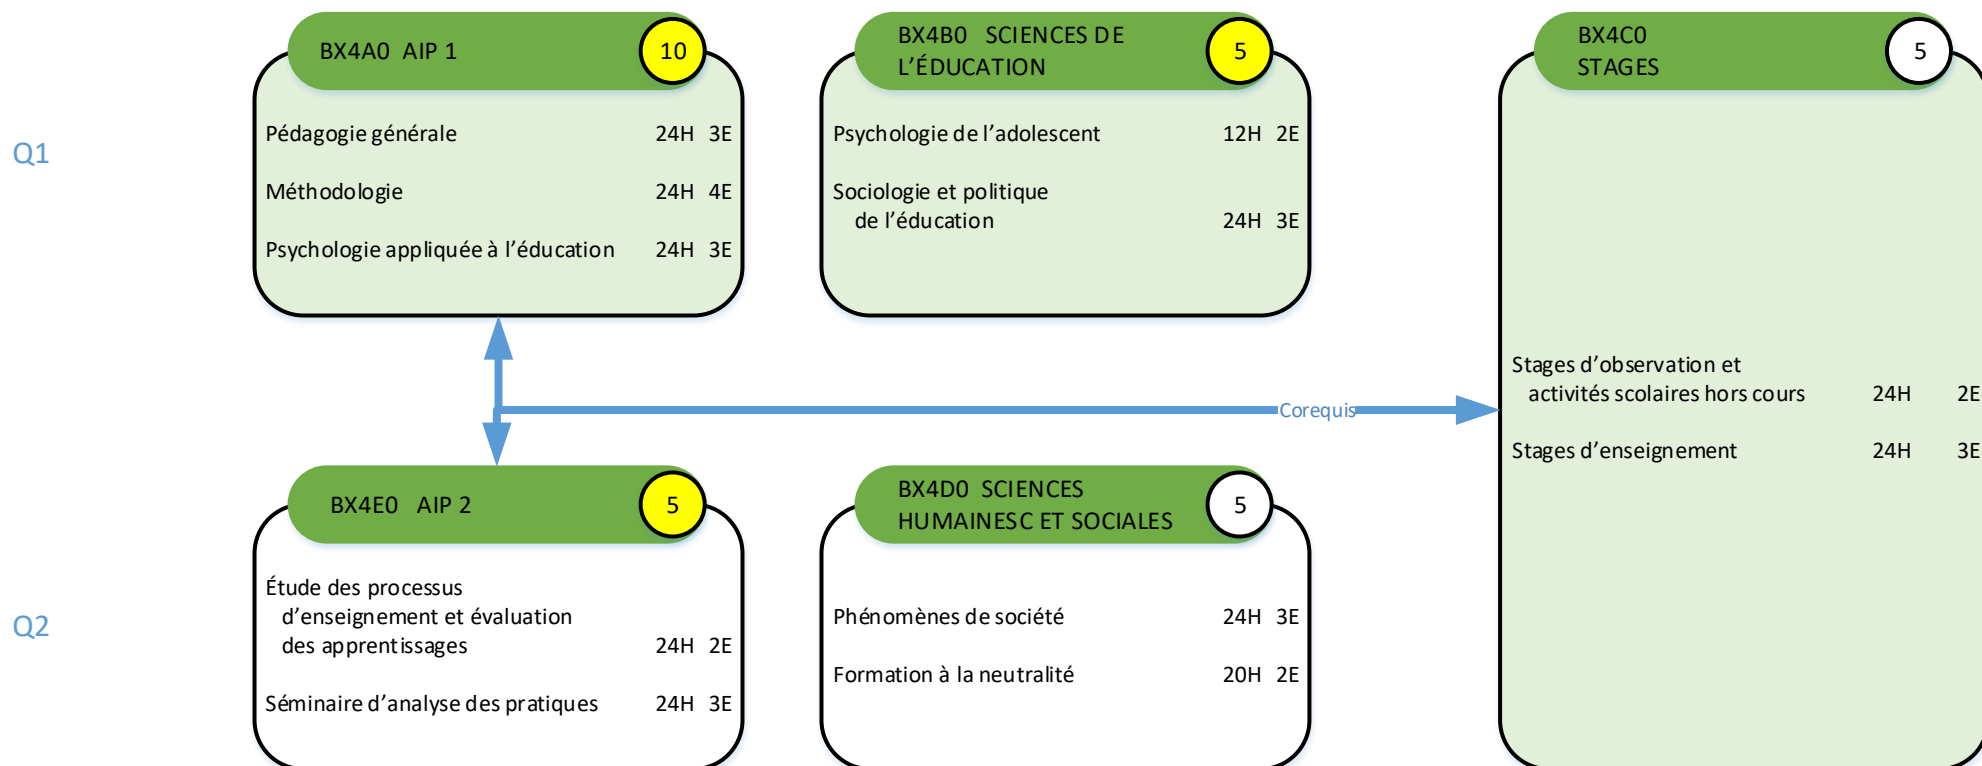 BX4A0 AIP 1
10
BX4B0 SCIENCES DE
L'ÉDUCATION
5
BX4C0
STAGES
5
Q1
Pédagogie générale 24H 3E
Méthodologie 24H 4E
Psychologie appliquée à l'éducation 24H 3E
Psychologie de l'adolescent 12H 2E
Sociologie et politique
de l'éducation 24H 3E
Stages d'observation et
activités scolaires hors cours 24H 2E
Stages d'enseignement 24H 3E
Corequis
BX4E0 AIP 2
5
BX4D0 SCIENCES
HUMAINESC ET SOCIALES
5
Q2
Étude des processus
d'enseignement et évaluation
des apprentissages 24H 2E
Séminaire d'analyse des pratiques 24H 3E
Phénomènes de société 24H 3E
Formation à la neutralité 20H 2E